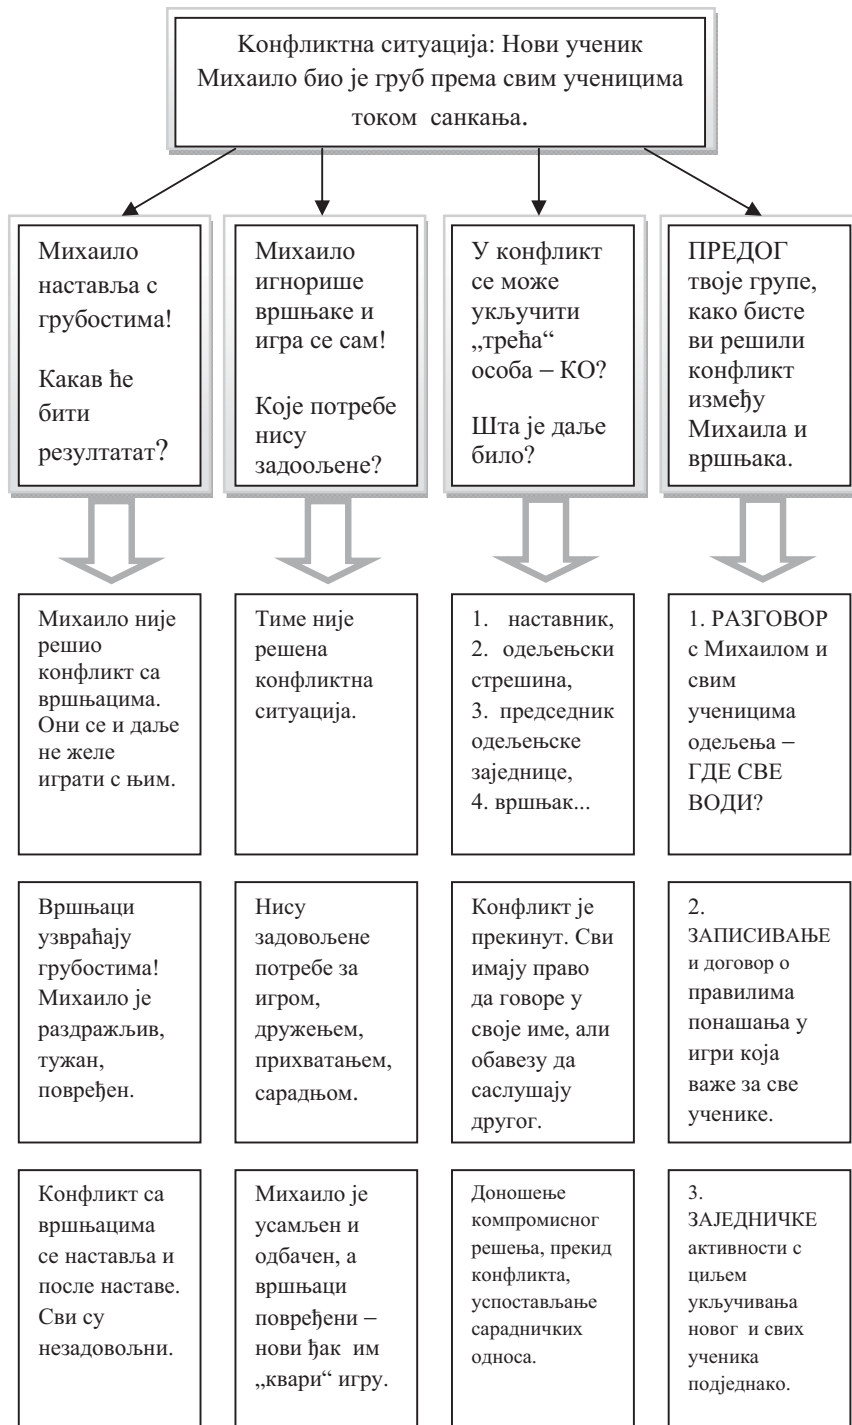 Конфликтна ситуација: Нови ученик
Михаило био је груб према свим ученицима
током санкања.
Михаило
наставља с
грубостима!
Какав ће
бити
резултатат?
Михаило
игнорише
вршњаке и
игра се сам!
Које потребе
нису
задоољене?
У конфликт
се може
укључити
„трећа“
особа – КО?
Шта је даље
било?
ПРЕДОГ
твоје групе,
како бисте
ви решили
конфликт
између
Михаила и
вршњака.
Михаило није
решио
конфликт са
вршњацима.
Они се и даље
не желе
играти с њим.
Тиме није
решена
конфликтна
ситуација.
1. наставник,
2. одељењски
стрешина,
3. председник
одељењске
заједнице,
4. вршњак...
1. РАЗГОВОР
с Михаилом и
свим
ученицима
одељења –
ГДЕ СВЕ
ВОДИ?
Вршњаци
узвраћају
грубостима!
Михаило је
раздражљив,
тужан,
повређен.
Нису
задовољене
потребе за
игром,
дружењем,
прихватањем,
сарадњом.
Конфликт је
прекинут. Сви
имају право
да говоре у
своје име, али
обавезу да
саслушају
другог.
2.
ЗАПИСИВАЊЕ
и договор о
правилима
понашања у
игри која
важе за све
ученике.
Конфликт са
вршњацима
се наставља и
после наставе.
Сви су
незадовољни.
Михаило је
усамљен и
одбачен, а
вршњаци
повређени –
нови ђак им
„квари“ игру.
Доношење
компромисног
решења, прекид
конфликта,
успостављање
сарадничких
односа.
3.
ЗАЈЕДНИЧКЕ
активности с
циљем
укључивања
новог и свих
ученика
подједнако.